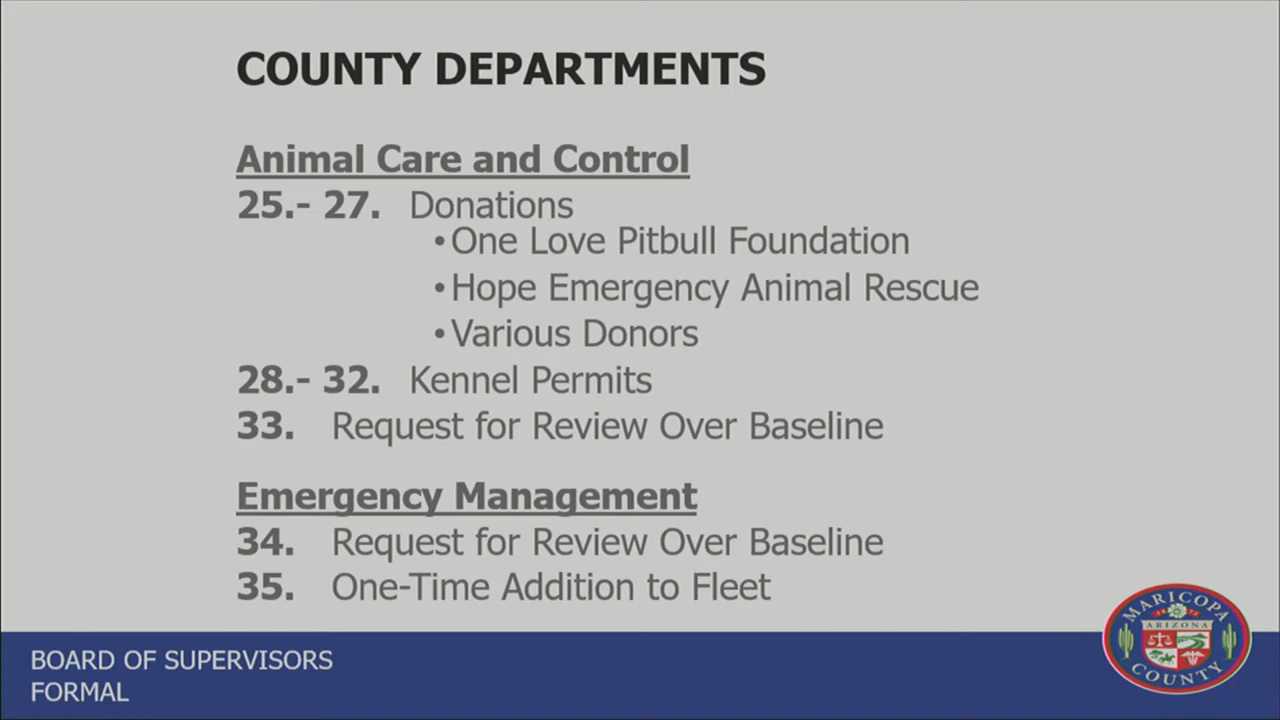 COUNTY DEPARTMENTS
Animal Care and Control
25.- 27. Donations
•One Love Pitbull Foundation
•Hope Emergency Animal Rescue
•Various Donors
28.- 32. Kennel Permits
33. Request for Review Over Baseline
Emergency Management
34. Request for Review Over Baseline
35. One-Time Addition to Fleet
BOARD OF SUPERVISORS
FORMAL
MARICOPA
ARIZONA
COUNTY